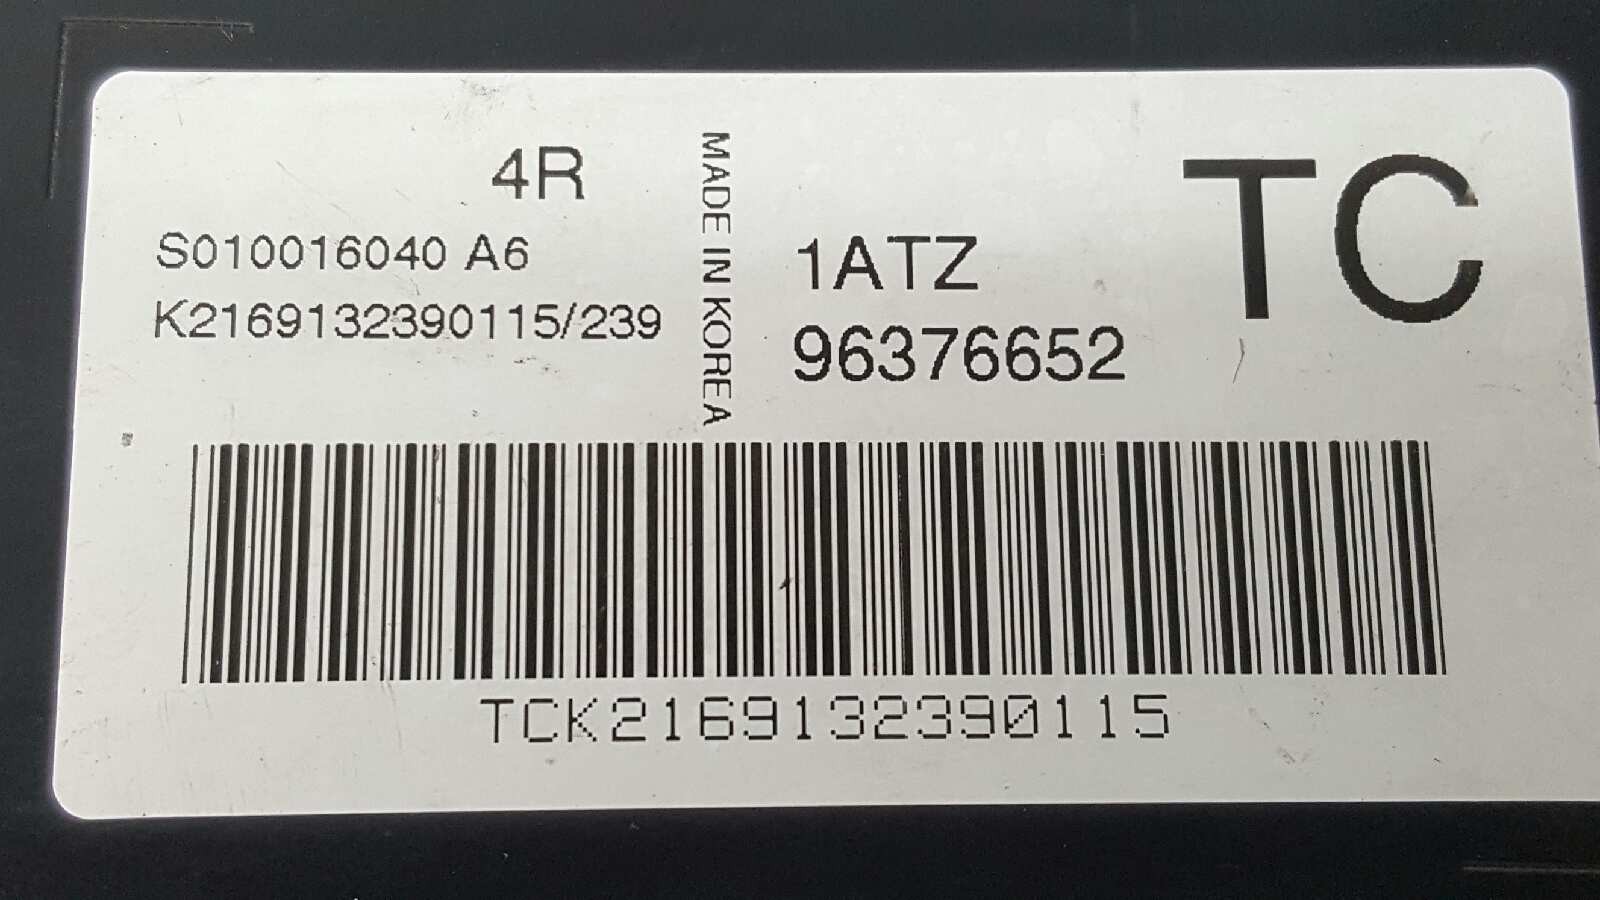 4R
S010016040 A6
K2169132390115/239
MADE IN KOREA
1ATZ
96376652
TC
TCK2169132390115